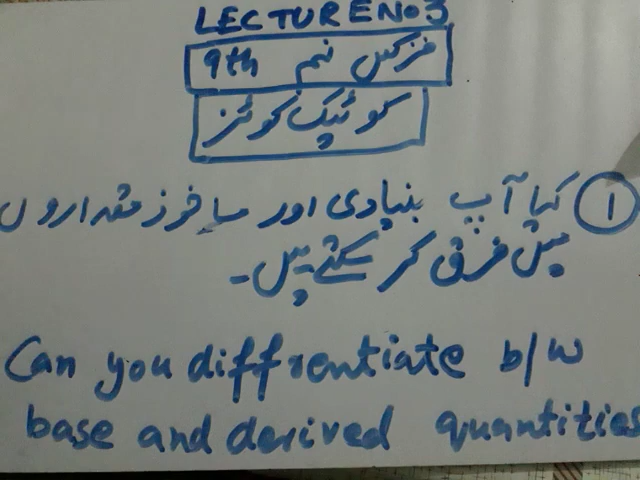 LECTURE No 3
فزکس نہم 9th
کوئیک کوئز
① کیا آپ بنیادی اور ماخوذ مقداروں
میں فرق کر سکتے ہیں۔
Can you diffrentiate b/w
base and derived quantities